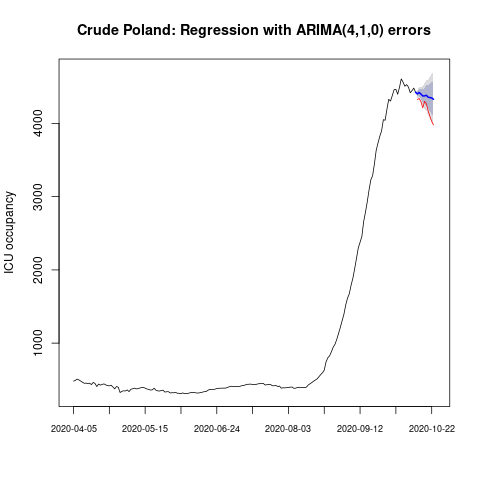 Crude Poland: Regression with ARIMA(4,1,0) errors
ICU occupancy
4000
3000
2000
1000
2020-04-05 2020-05-15 2020-06-24 2020-08-03 2020-09-12 2020-10-22